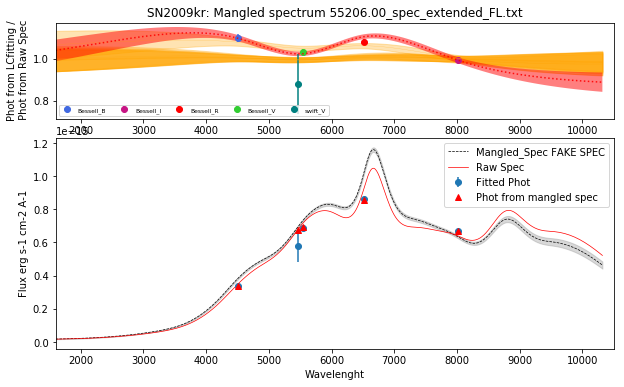 SN2009kr: Mangled spectrum 55206.00_spec_extended_FL.txt
Phot from LCfitting /
Phot from Raw Spec
1.0
0.8
Bessell_B
Bessell_I
Bessell_R
Bessell_V
swift_V
2000 3000 4000 5000 6000 7000 8000 9000 10000
Flux erg s-1 cm-2 A-1
1.2
1.0
0.8
0.6
0.4
0.2
0.0
Mangled_Spec FAKE SPEC
Raw Spec
Fitted Phot
Phot from mangled spec
2000 3000 4000 5000 6000 7000 8000 9000 10000
Wavelenght